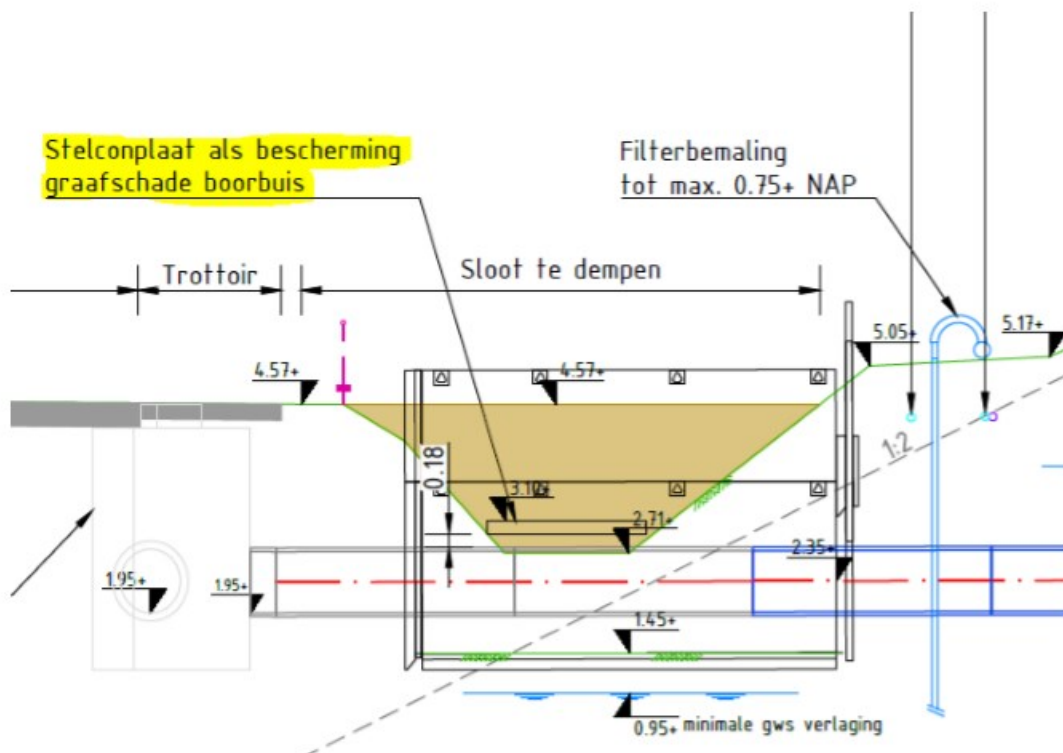 Stelconplaat als bescherming
graafschade boorbuis
Filterbemaling
tot max. 0.75+ NAP
Trottoir
Sloot te dempen
5.05+
5.17+
4.57+
4.57+
1:2
0.18
2.71+
2.35+
1.95+
1.95+
1.45+
0.95+ minimale gws verlaging